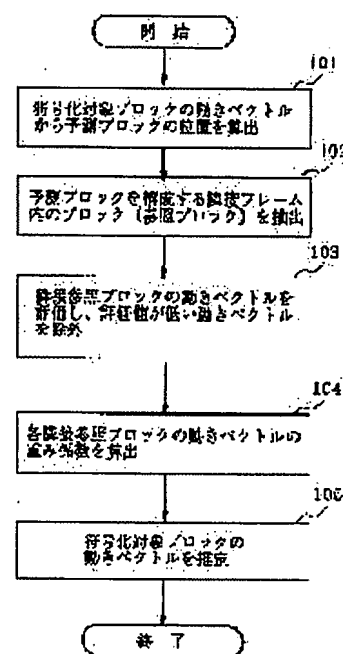 開始
101
符号化対象ブロックの動きベクトル
から予測ブロックの位置を算出
102
予測ブロックを構成する隣接フレーム
内のブロック（参照ブロック）を抽出
103
隣接参照ブロックの動きベクトルを
評価し、評価値が低い動きベクトル
を除外
104
各隣接参照ブロックの動きベクトルの
重み係数を算出
105
符号化対象ブロックの
動きベクトルを推定
終了